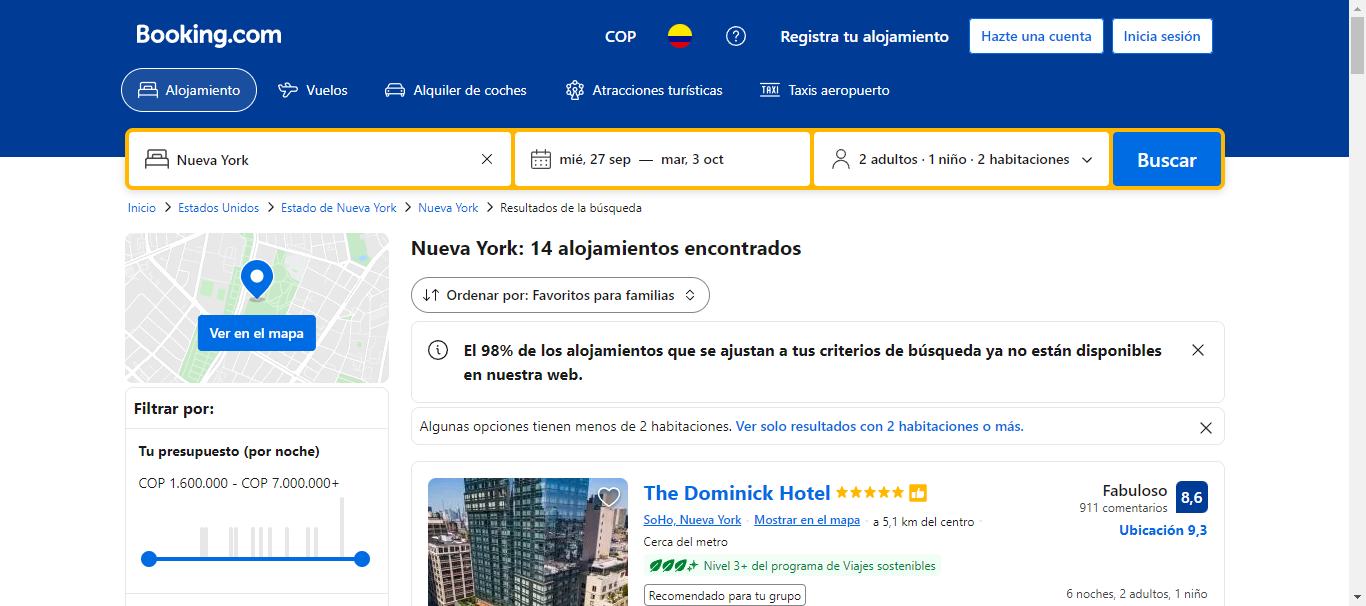 Booking.com
COP
Registra tu alojamiento
Hazte una cuenta
Inicia sesión
Alojamiento
Vuelos
Alquiler de coches
Atracciones turísticas
TAXI Taxis aeropuerto
Nueva York
mié, 27 sep — mar, 3 oct
2 adultos · 1 niño · 2 habitaciones
Buscar
Inicio > Estados Unidos > Estado de Nueva York > Nueva York > Resultados de la búsqueda
Ver en el mapa
Filtrar por:
Tu presupuesto (por noche)
COP 1.600.000 - COP 7.000.000+
Nueva York: 14 alojamientos encontrados
Ordenar por: Favoritos para familias
El 98% de los alojamientos que se ajustan a tus criterios de búsqueda ya no están disponibles
en nuestra web.
Algunas opciones tienen menos de 2 habitaciones. Ver solo resultados con 2 habitaciones o más.
The Dominick Hotel
SoHo, Nueva York · Mostrar en el mapa · a 5,1 km del centro ·
Cerca del metro
Nivel 3+ del programa de Viajes sostenibles
Recomendado para tu grupo
Fabuloso
911 comentarios
8,6
Ubicación 9,3
6 noches, 2 adultos, 1 niño